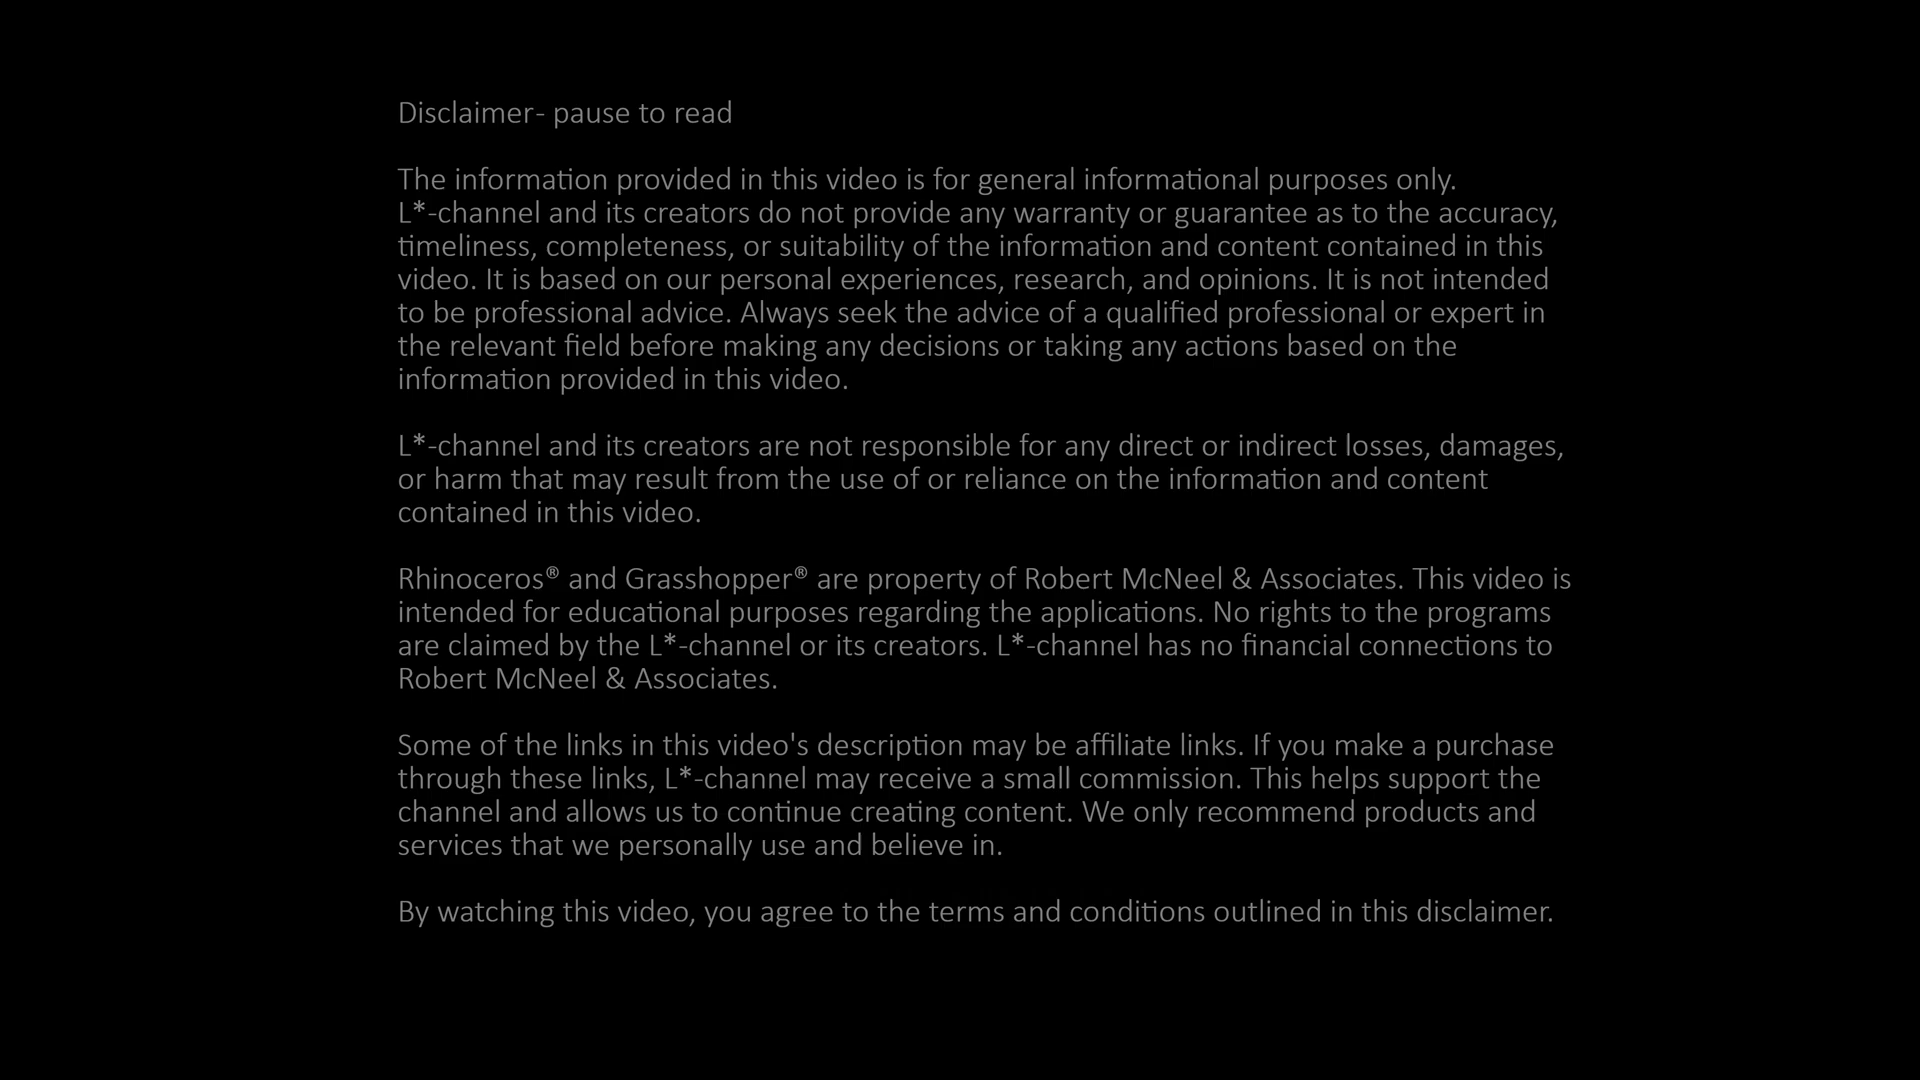 Disclaimer- pause to read
The information provided in this video is for general informational purposes only.
L*-channel and its creators do not provide any warranty or guarantee as to the accuracy,
timeliness, completeness, or suitability of the information and content contained in this
video. It is based on our personal experiences, research, and opinions. It is not intended
to be professional advice. Always seek the advice of a qualified professional or expert in
the relevant field before making any decisions or taking any actions based on the
information provided in this video.
L*-channel and its creators are not responsible for any direct or indirect losses, damages,
or harm that may result from the use of or reliance on the information and content
contained in this video.
Rhinoceros® and Grasshopper® are property of Robert McNeel & Associates. This video is
intended for educational purposes regarding the applications. No rights to the programs
are claimed by the L*-channel or its creators. L*-channel has no financial connections to
Robert McNeel & Associates.
Some of the links in this video's description may be affiliate links. If you make a purchase
through these links, L*-channel may receive a small commission. This helps support the
channel and allows us to continue creating content. We only recommend products and
services that we personally use and believe in.
By watching this video, you agree to the terms and conditions outlined in this disclaimer.